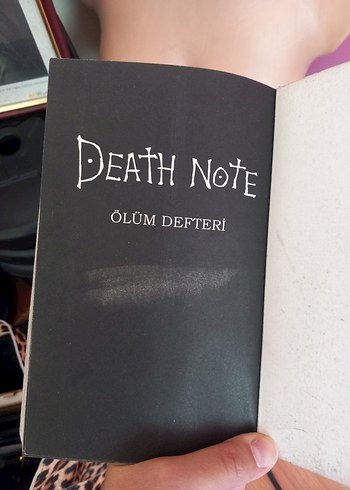 DEATH NOTE
ÖLÜM DEFTERİ